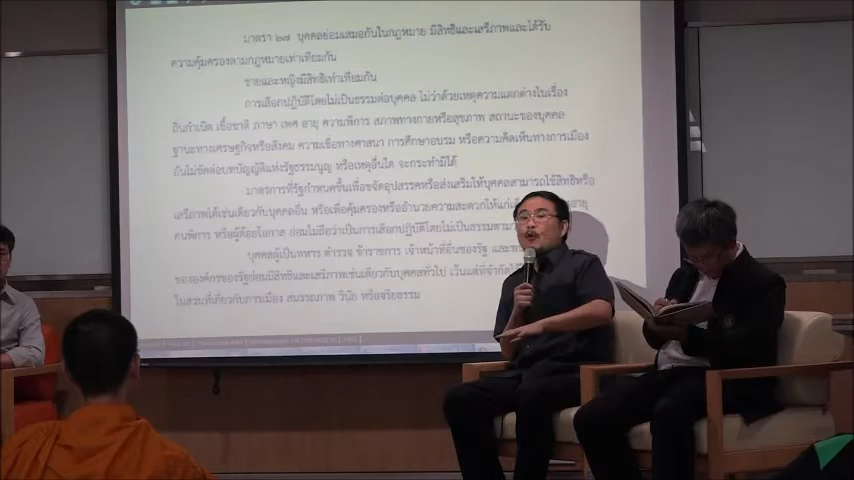 มาตรา ๒๗ บุคคลย่อมเสมอกันในกฎหมาย มีสิทธิและเสรีภาพและได้รับ
ความคุ้มครองตามกฎหมายเท่าเทียมกัน
ชายและหญิงมีสิทธิเท่าเทียมกัน
การเลือกปฏิบัติโดยไม่เป็นธรรมต่อบุคคล ไม่ว่าด้วยเหตุความแตกต่างในเรื่อง
ถิ่นกำเนิด เชื้อชาติ ภาษา เพศ อายุ ความพิการ สภาพทางกายหรือสุขภาพ สถานะของบุคคล
ฐานะทางเศรษฐกิจหรือสังคม ความเชื่อทางศาสนา การศึกษาอบรม หรือความคิดเห็นทางการเมือง
อันไม่ขัดต่อบทบัญญัติแห่งรัฐธรรมนูญ หรือเหตุอื่นใด จะกระทำมิได้
มาตรการที่รัฐกำหนดขึ้นเพื่อขจัดอุปสรรคหรือส่งเสริมให้บุคคลสามารถใช้สิทธิหรือ
เสรีภาพได้เช่นเดียวกับบุคคลอื่น หรือเพื่อคุ้มครองหรืออำนวยความสะดวกให้แก่
คนพิการ หรือผู้ด้อยโอกาส ย่อมไม่ถือว่าเป็นการเลือกปฏิบัติโดยไม่เป็นธรรมตาม
บุคคลผู้เป็นทหาร ตำรวจ ข้าราชการ เจ้าหน้าที่อื่นของรัฐ และ
ขององค์กรของรัฐย่อมมีสิทธิและเสรีภาพเช่นเดียวกับบุคคลทั่วไป เว้นแต่ที่จำกัด
ในส่วนที่เกี่ยวกับการเมือง สมรรถภาพ วินัย หรือจริยธรรม